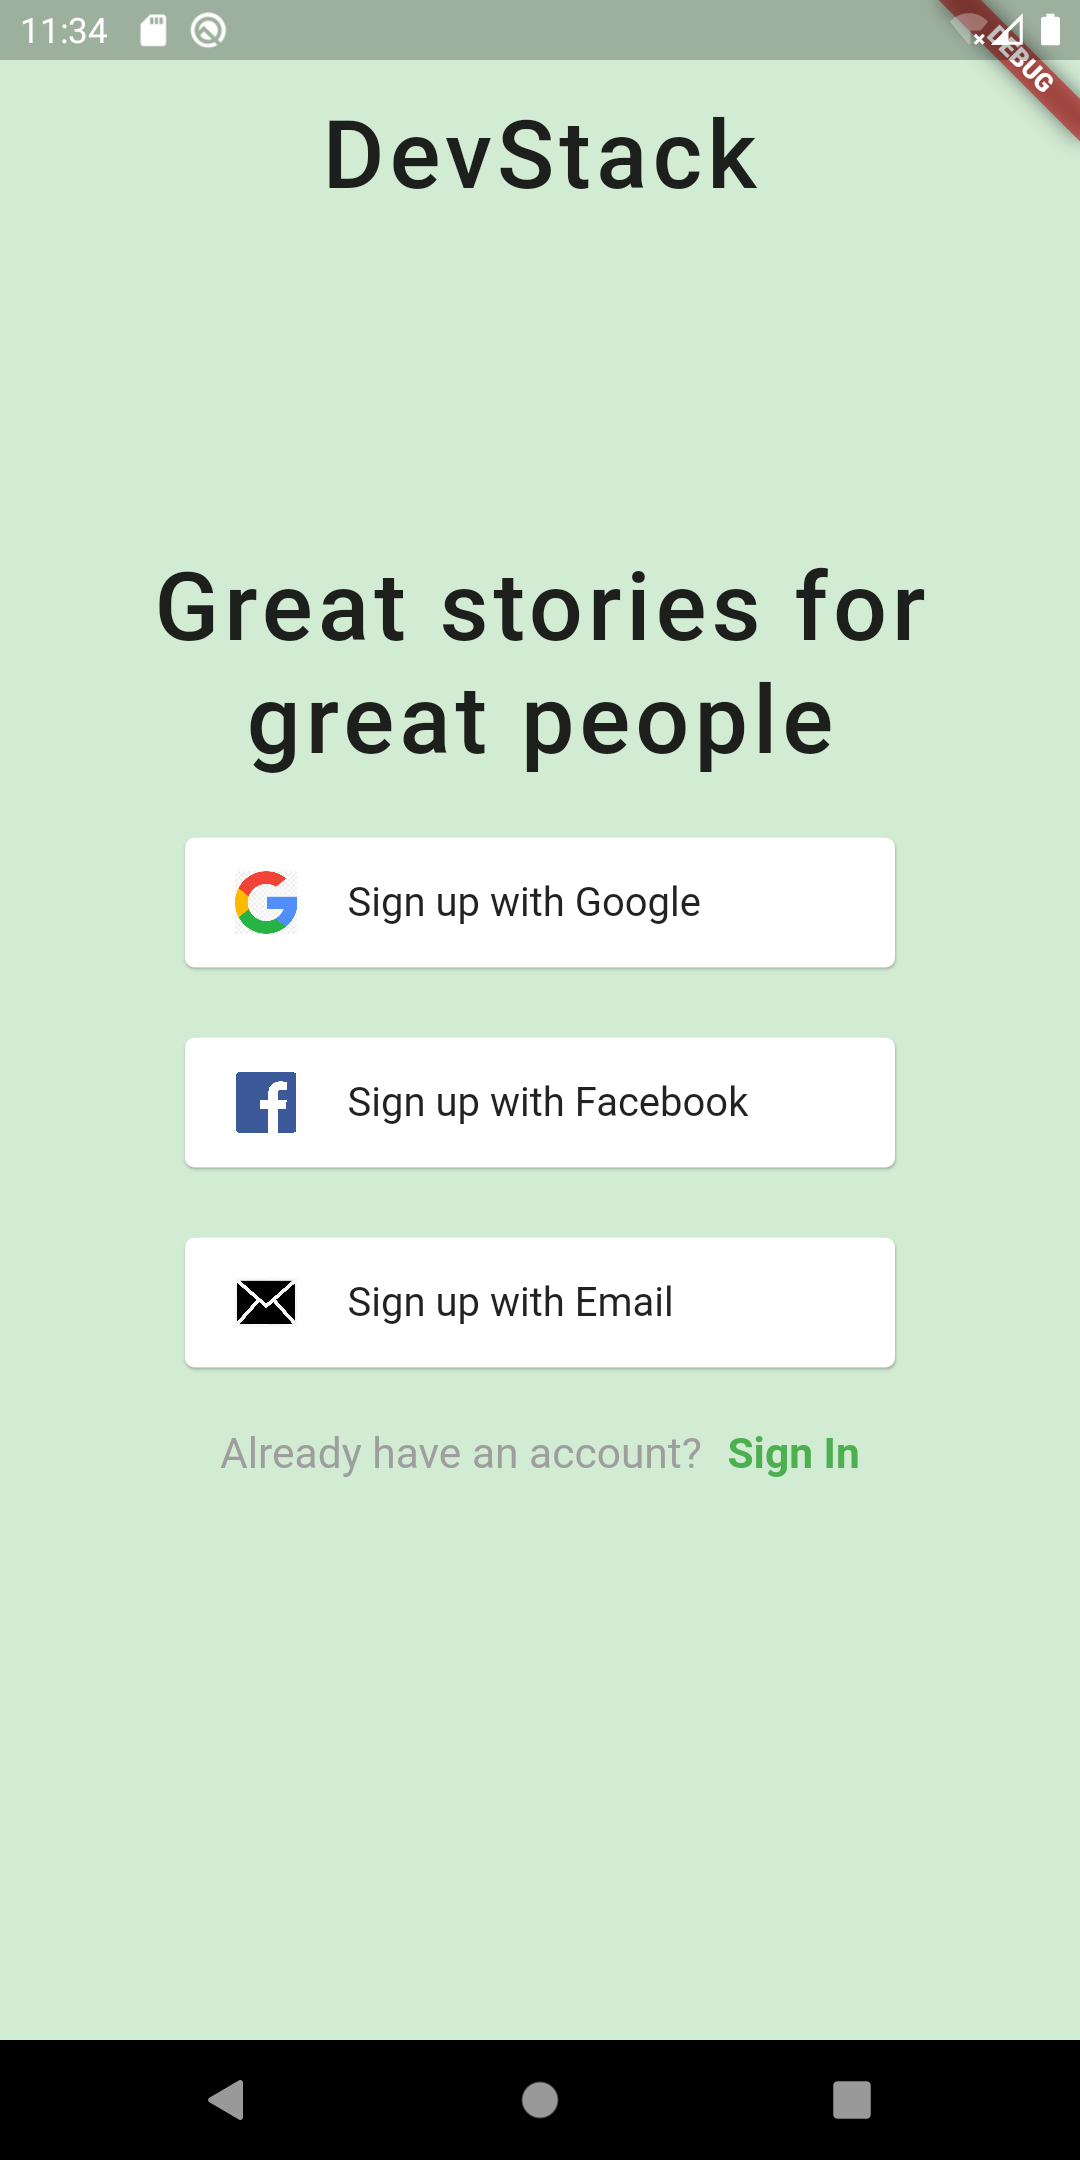 11:34
DEBUG
DevStack
Great stories for
great people
Sign up with Google
Sign up with Facebook
Sign up with Email
Already have an account? Sign In